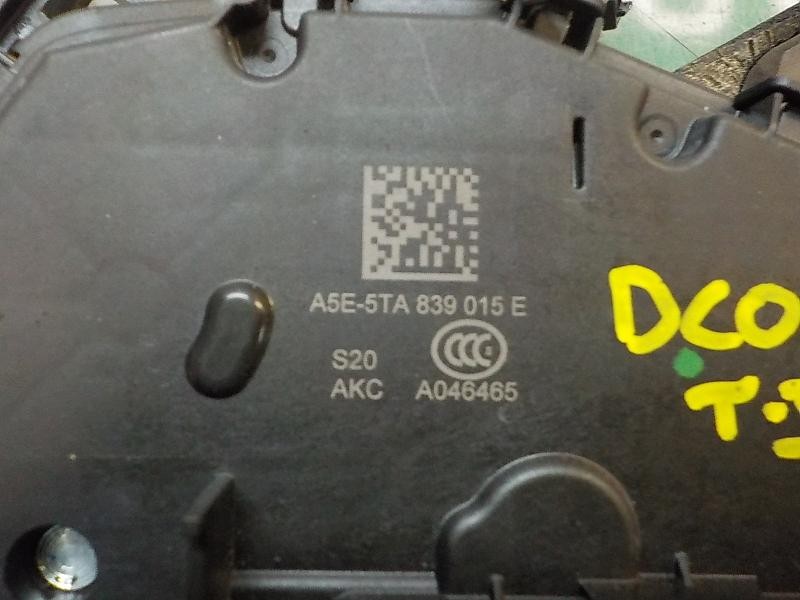 A5E-5TA 839 015 E
CCC E
S20
AKC A046465
DCO
T.